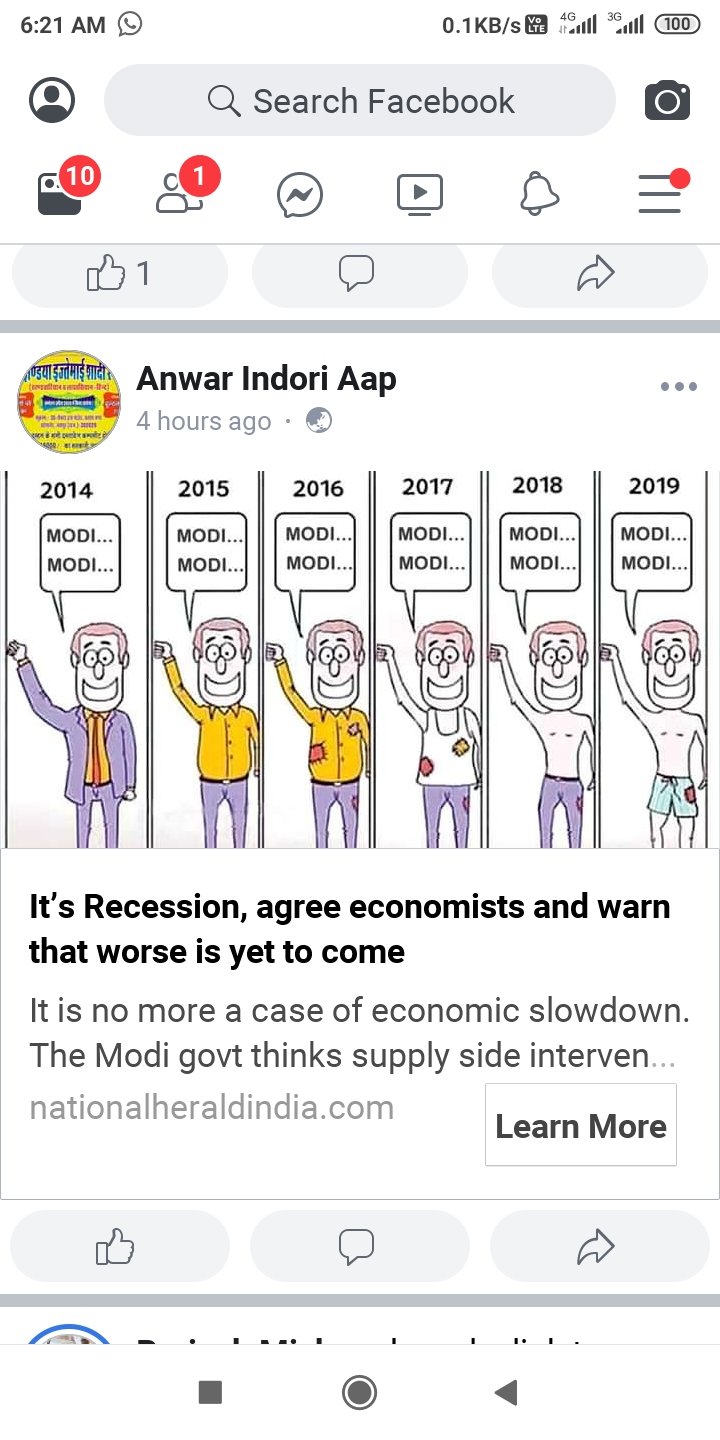 6:21 AM
0.1KB/s Vo LTE 4G 3G 100
Search Facebook
10
1
1
Anwar Indori Aap
4 hours ago ·
2014 2015 2016 2017 2018 2019
MODI... MODI... MODI... MODI... MODI... MODI...
MODI... MODI... MODI... MODI... MODI... MODI...
It’s Recession, agree economists and warn
that worse is yet to come
It is no more a case of economic slowdown.
The Modi govt thinks supply side interven...
nationalheraldindia.com
Learn More